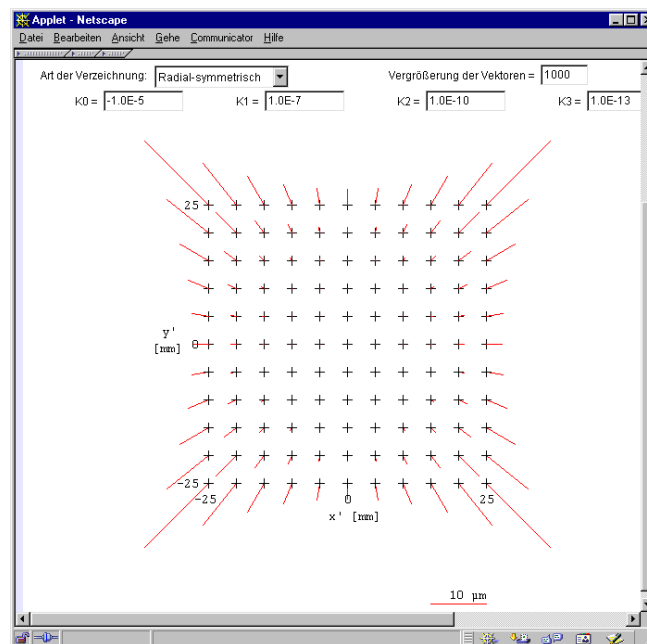 Applet - Netscape
Datei Bearbeiten Ansicht Gehe Communicator Hilfe
Art der Verzeichnung: Radial-symmetrisch Vergrößerung der Vektoren = 1000
K0 = -1.0E-5 K1 = 1.0E-7 K2 = 1.0E-10 K3 = 1.0E-13
25
y'
0
[mm]
-25
-25 0 25
x' [mm]
10 µm